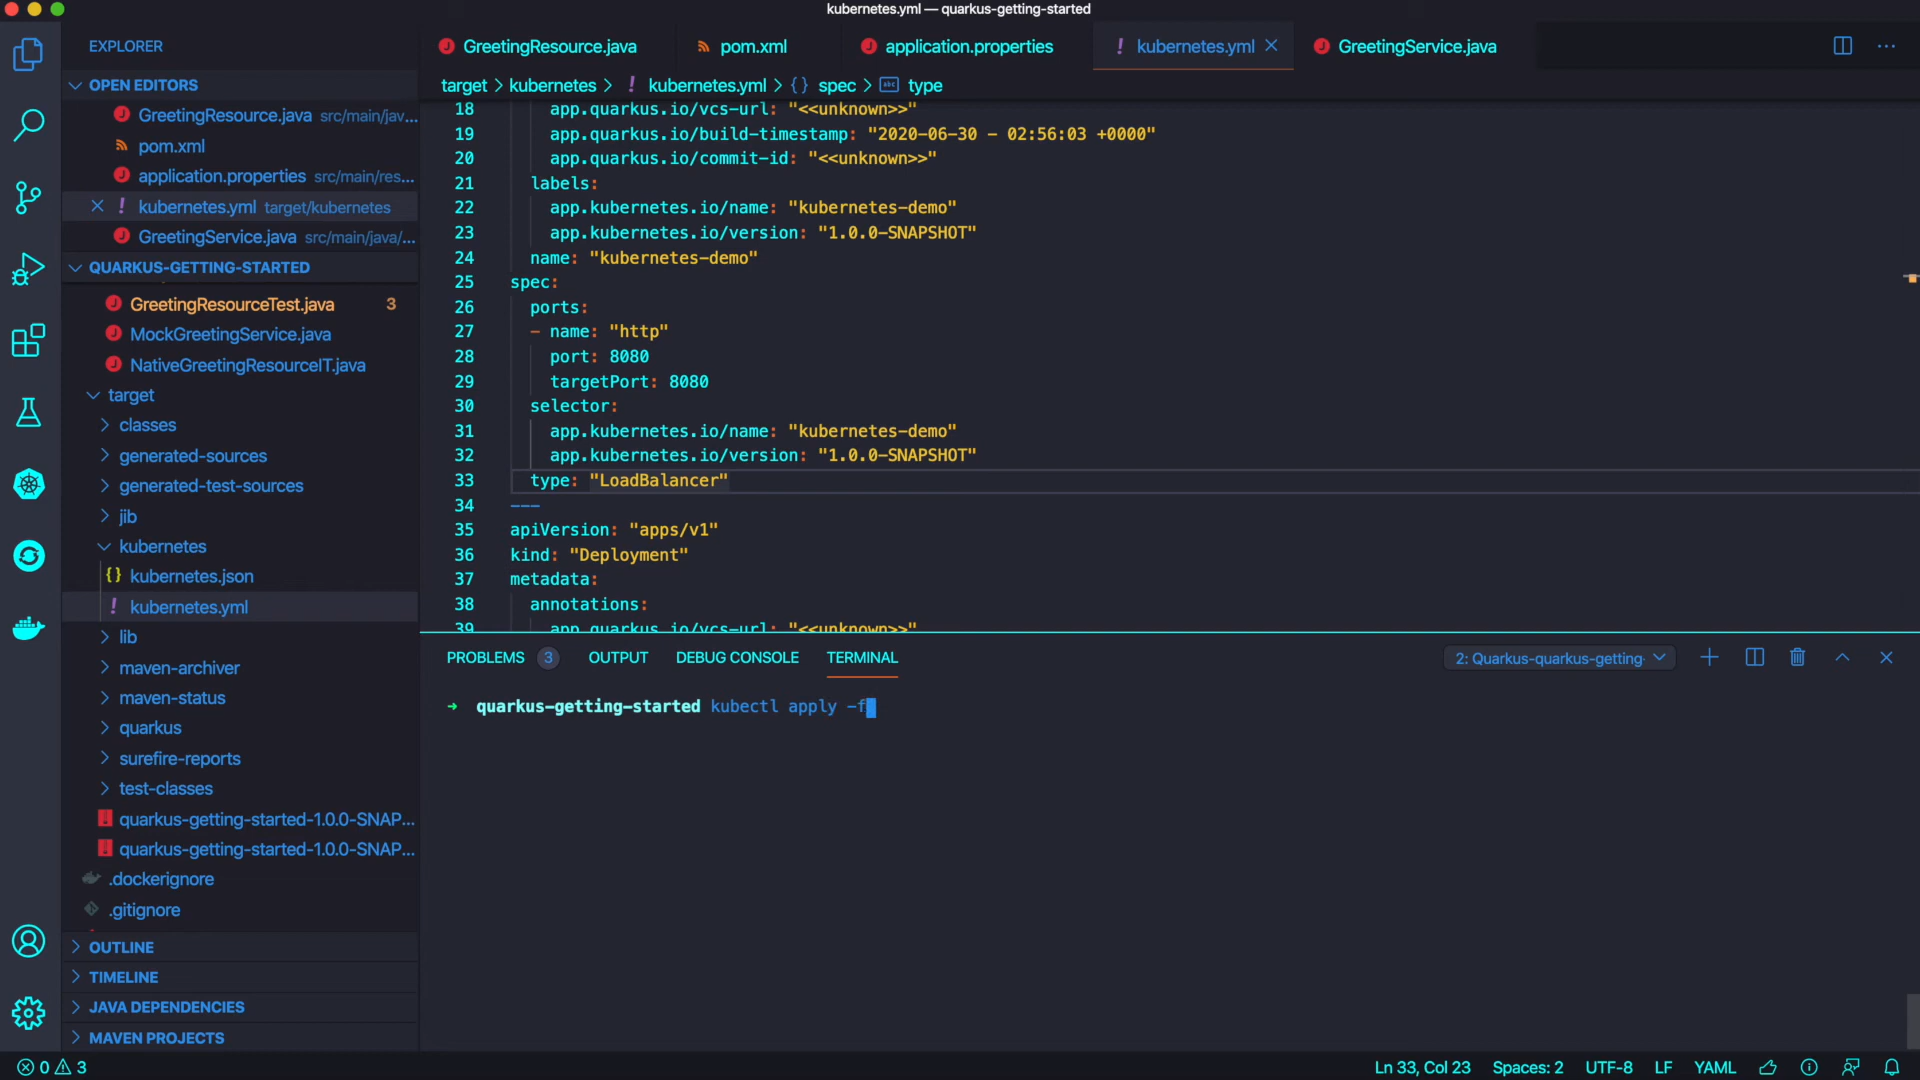 kubernetes.yml — quarkus-getting-started
EXPLORER
OPEN EDITORS
GreetingResource.java src/main/jav...
pom.xml
application.properties src/main/res...
kubernetes.yml target/kubernetes
GreetingService.java src/main/java/...
QUARKUS-GETTING-STARTED
GreetingResourceTest.java 3
MockGreetingService.java
NativeGreetingResourceIT.java
target
classes
generated-sources
generated-test-sources
jib
kubernetes
kubernetes.json
kubernetes.yml
lib
maven-archiver
maven-status
quarkus
surefire-reports
test-classes
quarkus-getting-started-1.0.0-SNAP...
quarkus-getting-started-1.0.0-SNAP...
.dockerignore
.gitignore
OUTLINE
TIMELINE
JAVA DEPENDENCIES
MAVEN PROJECTS
GreetingResource.java pom.xml application.properties kubernetes.yml GreetingService.java
target > kubernetes > ! kubernetes.yml > {} spec > abc type
18 app.quarkus.io/vcs-url: "<<unknown>>"
19 app.quarkus.io/build-timestamp: "2020-06-30 - 02:56:03 +0000"
20 app.quarkus.io/commit-id: "<<unknown>>"
21 labels:
22 app.kubernetes.io/name: "kubernetes-demo"
23 app.kubernetes.io/version: "1.0.0-SNAPSHOT"
24 name: "kubernetes-demo"
25 spec:
26 ports:
27 - name: "http"
28 port: 8080
29 targetPort: 8080
30 selector:
31 app.kubernetes.io/name: "kubernetes-demo"
32 app.kubernetes.io/version: "1.0.0-SNAPSHOT"
33 type: "LoadBalancer"
34 ---
35 apiVersion: "apps/v1"
36 kind: "Deployment"
37 metadata:
38 annotations:
39 app.quarkus.io/vcs-url: "<<unknown>>"
PROBLEMS 3 OUTPUT DEBUG CONSOLE TERMINAL
2: Quarkus-quarkus-getting-
➜ quarkus-getting-started kubectl apply -f
0 3
Ln 33, Col 23 Spaces: 2 UTF-8 LF YAML